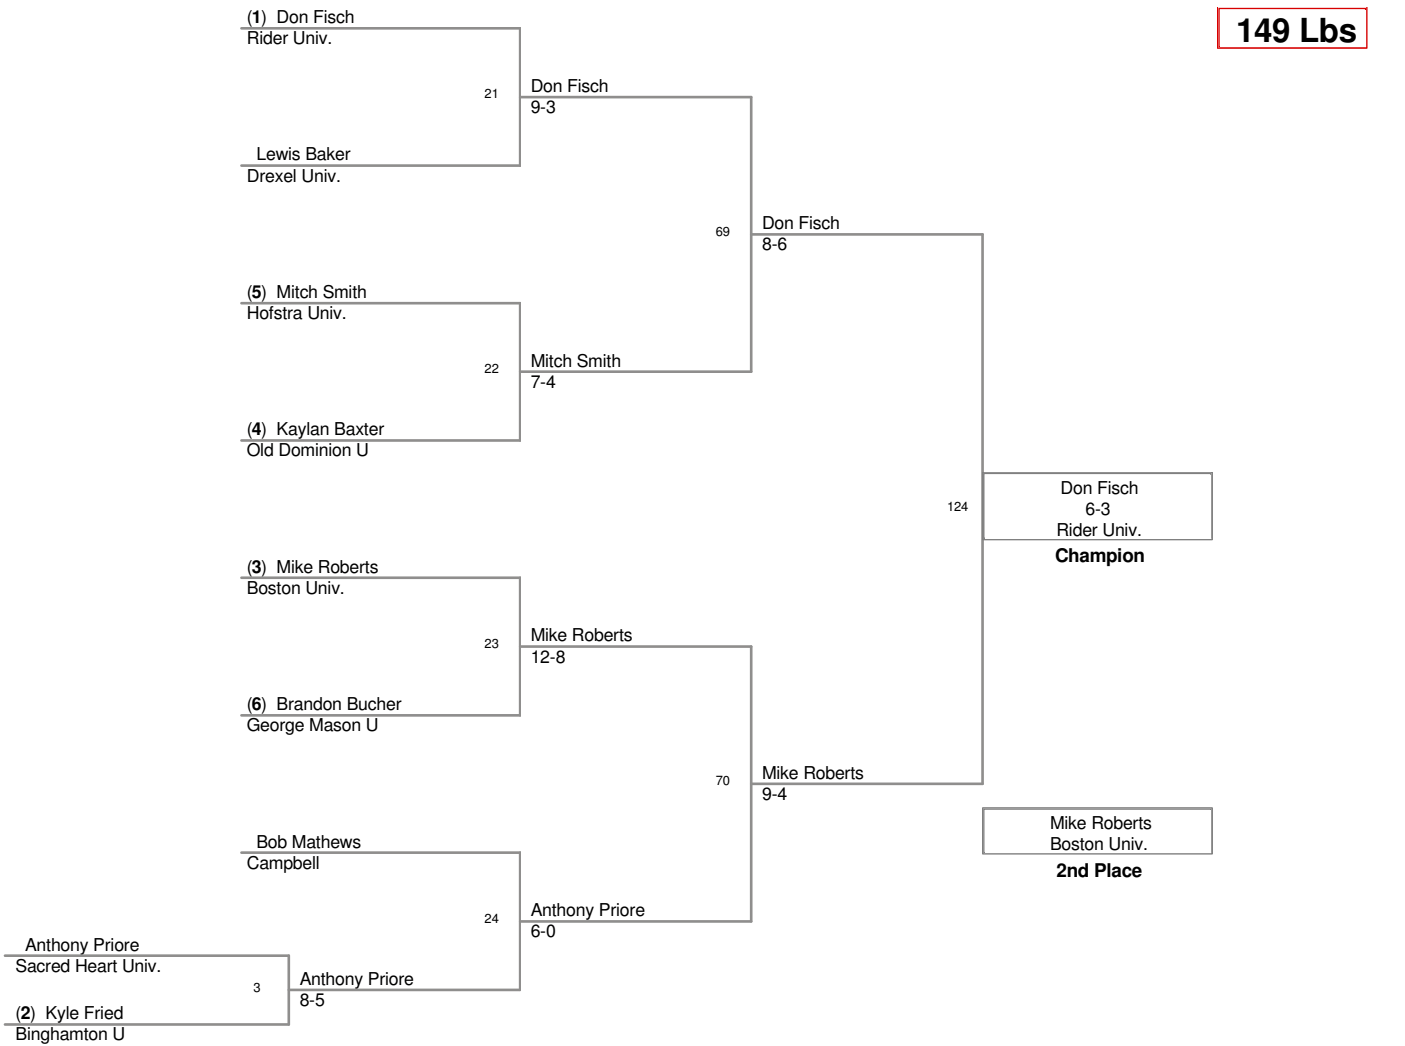 149 Lbs
(1) Don Fisch
Rider Univ.
21
Don Fisch
9-3
Lewis Baker
Drexel Univ.
69
Don Fisch
8-6
(5) Mitch Smith
Hofstra Univ.
22
Mitch Smith
7-4
(4) Kaylan Baxter
Old Dominion U
124
Don Fisch
6-3
Rider Univ.
Champion
(3) Mike Roberts
Boston Univ.
23
Mike Roberts
12-8
(6) Brandon Bucher
George Mason U
70
Mike Roberts
9-4
Mike Roberts
Boston Univ.
2nd Place
Bob Mathews
Campbell
24
Anthony Priore
6-0
Anthony Priore
Sacred Heart Univ.
3
Anthony Priore
8-5
(2) Kyle Fried
Binghamton U